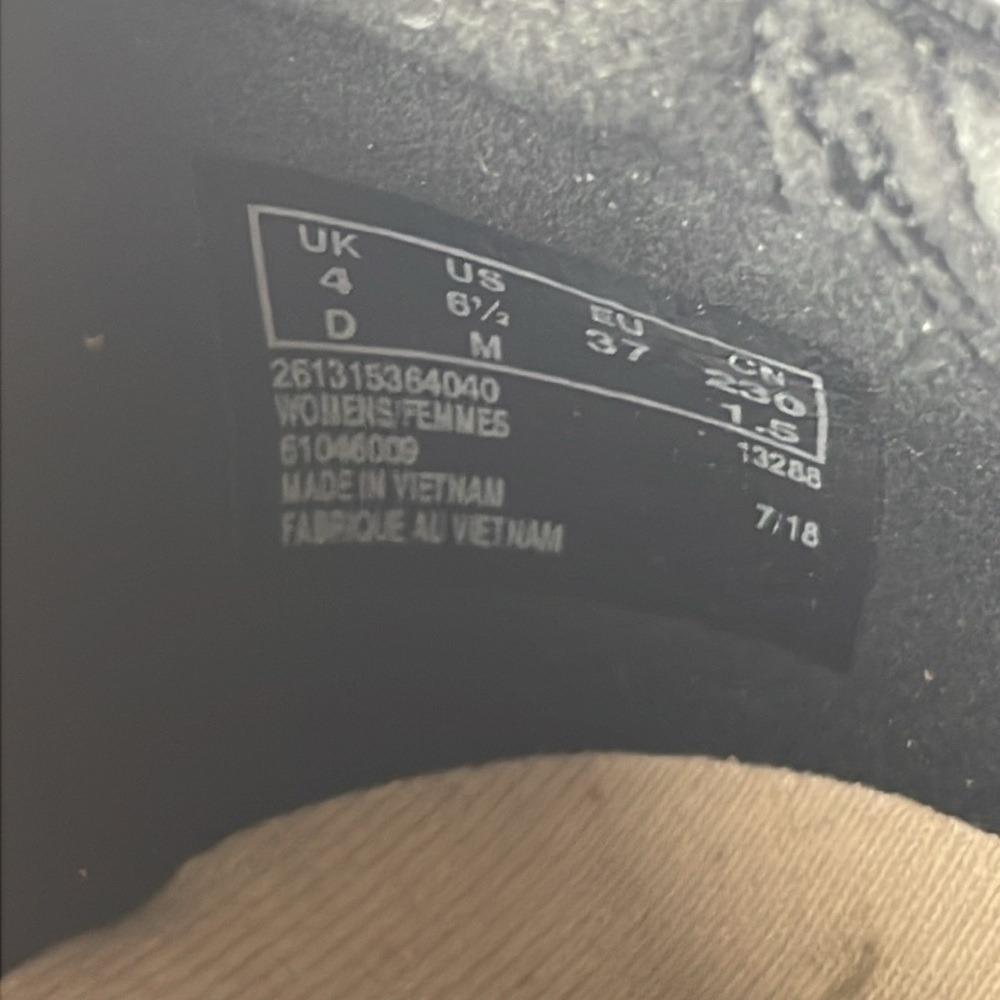 UK US EU CN
4 6½ 37 230
D M 1.5
261315364040 13288
WOMENS/FEMMES
61046009 7/18
MADE IN VIETNAM
FABRIQUE AU VIETNAM